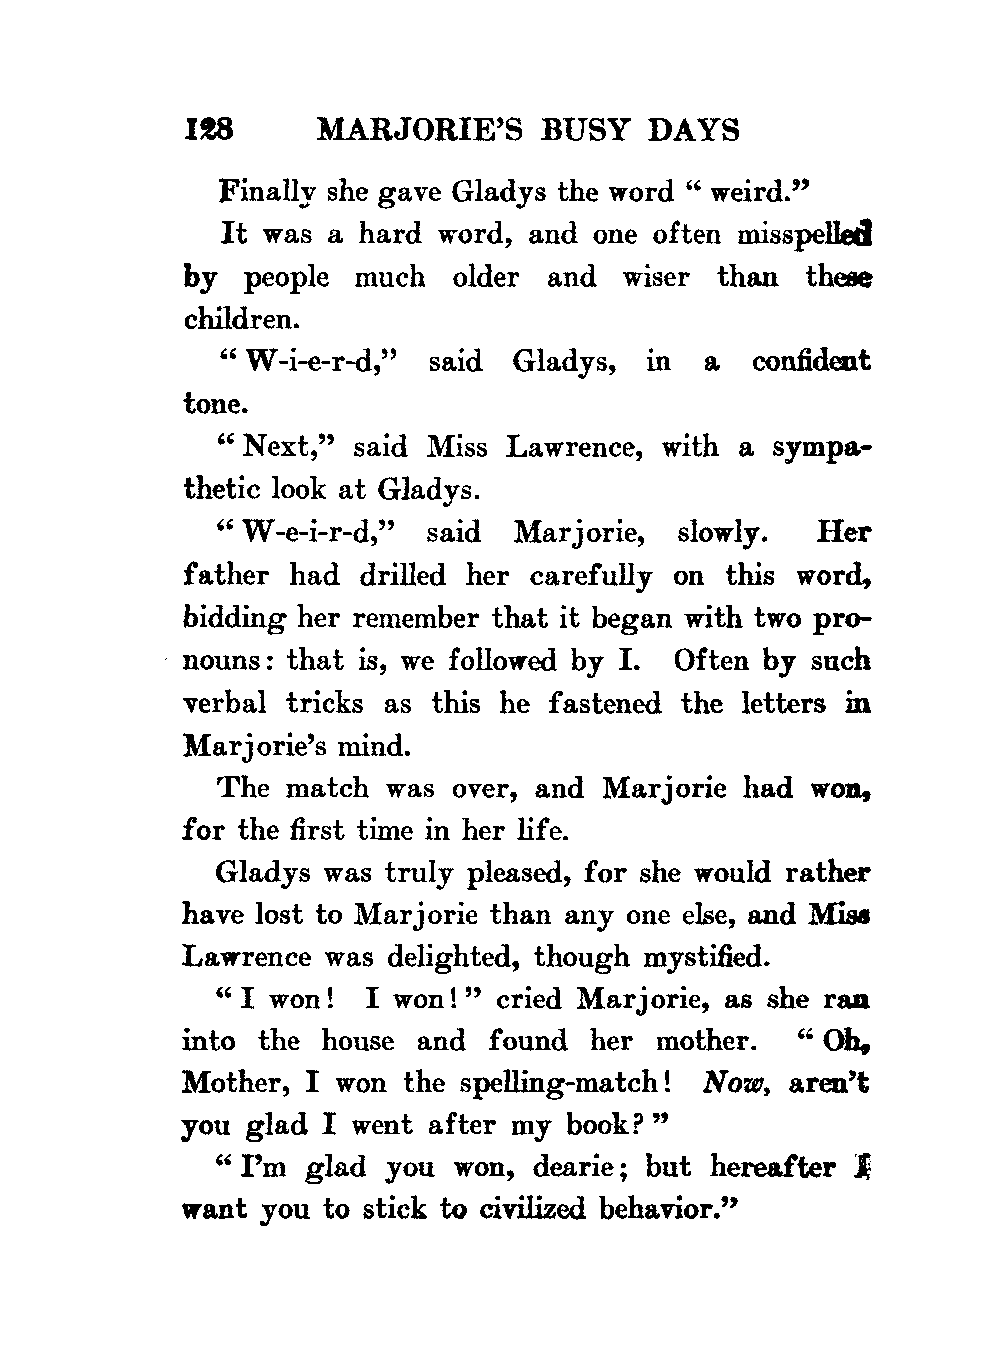 128 MARJORIE'S BUSY DAYS
Finally she gave Gladys the word “ weird.”
It was a hard word, and one often misspelled
by people much older and wiser than these
children.
“ W-i-e-r-d,” said Gladys, in a confident
tone.
“ Next,” said Miss Lawrence, with a sympa-
thetic look at Gladys.
“ W-e-i-r-d,” said Marjorie, slowly. Her
father had drilled her carefully on this word,
bidding her remember that it began with two pro-
nouns: that is, we followed by I. Often by such
verbal tricks as this he fastened the letters in
Marjorie's mind.
The match was over, and Marjorie had won,
for the first time in her life.
Gladys was truly pleased, for she would rather
have lost to Marjorie than any one else, and Miss
Lawrence was delighted, though mystified.
“ I won! I won!” cried Marjorie, as she ran
into the house and found her mother. “ Oh,
Mother, I won the spelling-match! Now, aren't
you glad I went after my book? ”
“ I'm glad you won, dearie; but hereafter I
want you to stick to civilized behavior.”